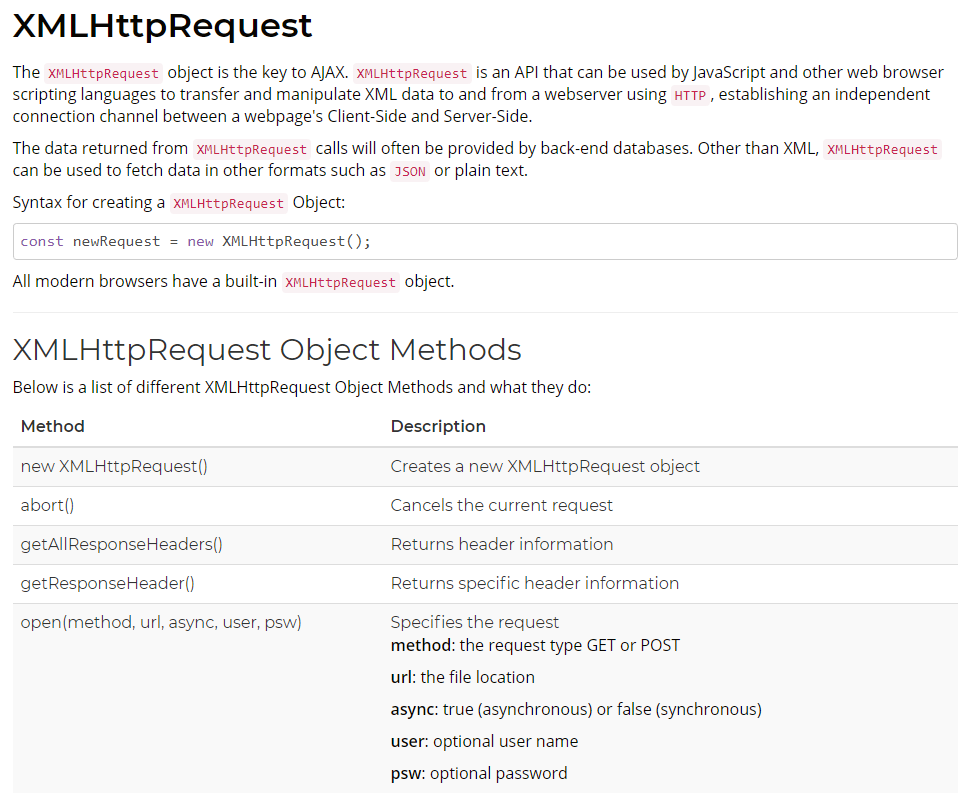 XMLHttpRequest
The XMLHttpRequest object is the key to AJAX. XMLHttpRequest is an API that can be used by JavaScript and other web browser
scripting languages to transfer and manipulate XML data to and from a webserver using HTTP, establishing an independent
connection channel between a webpage's Client-Side and Server-Side.
The data returned from XMLHttpRequest calls will often be provided by back-end databases. Other than XML, XMLHttpRequest
can be used to fetch data in other formats such as JSON or plain text.
Syntax for creating a XMLHttpRequest Object:
const newRequest = new XMLHttpRequest();
All modern browsers have a built-in XMLHttpRequest object.
XMLHttpRequest Object Methods
Below is a list of different XMLHttpRequest Object Methods and what they do:
Method Description
new XMLHttpRequest() Creates a new XMLHttpRequest object
abort() Cancels the current request
getAllResponseHeaders() Returns header information
getResponseHeader() Returns specific header information
open(method, url, async, user, psw) Specifies the request
method: the request type GET or POST
url: the file location
async: true (asynchronous) or false (synchronous)
user: optional user name
psw: optional password